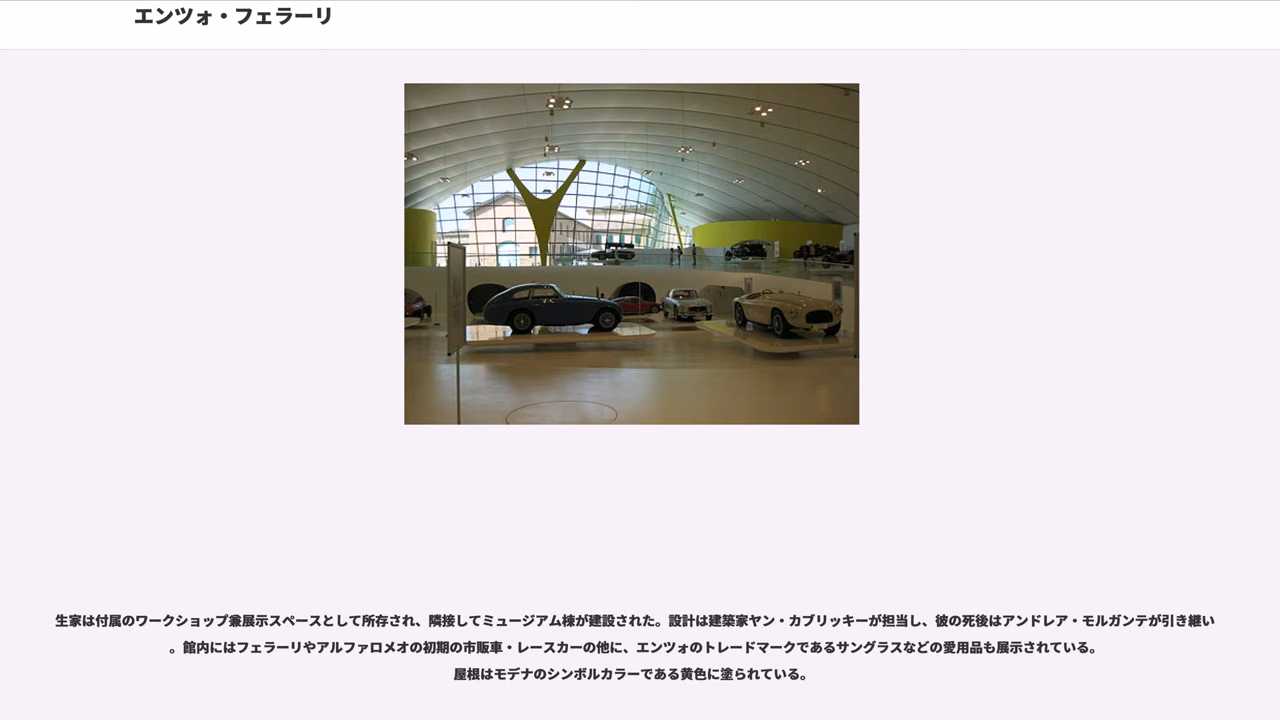 エンツォ・フェラーリ
生家は付属のワークショップ兼展示スペースとして所存され、隣接してミュージアム棟が建設された。設計は建築家ヤン・カブリッキーが担当し、彼の死後はアンドレア・モルガンテが引き継い
。館内にはフェラーリやアルファロメオの初期の市販車・レースカーの他に、エンツォのトレードマークであるサングラスなどの愛用品も展示されている。
屋根はモデナのシンボルカラーである黄色に塗られている。